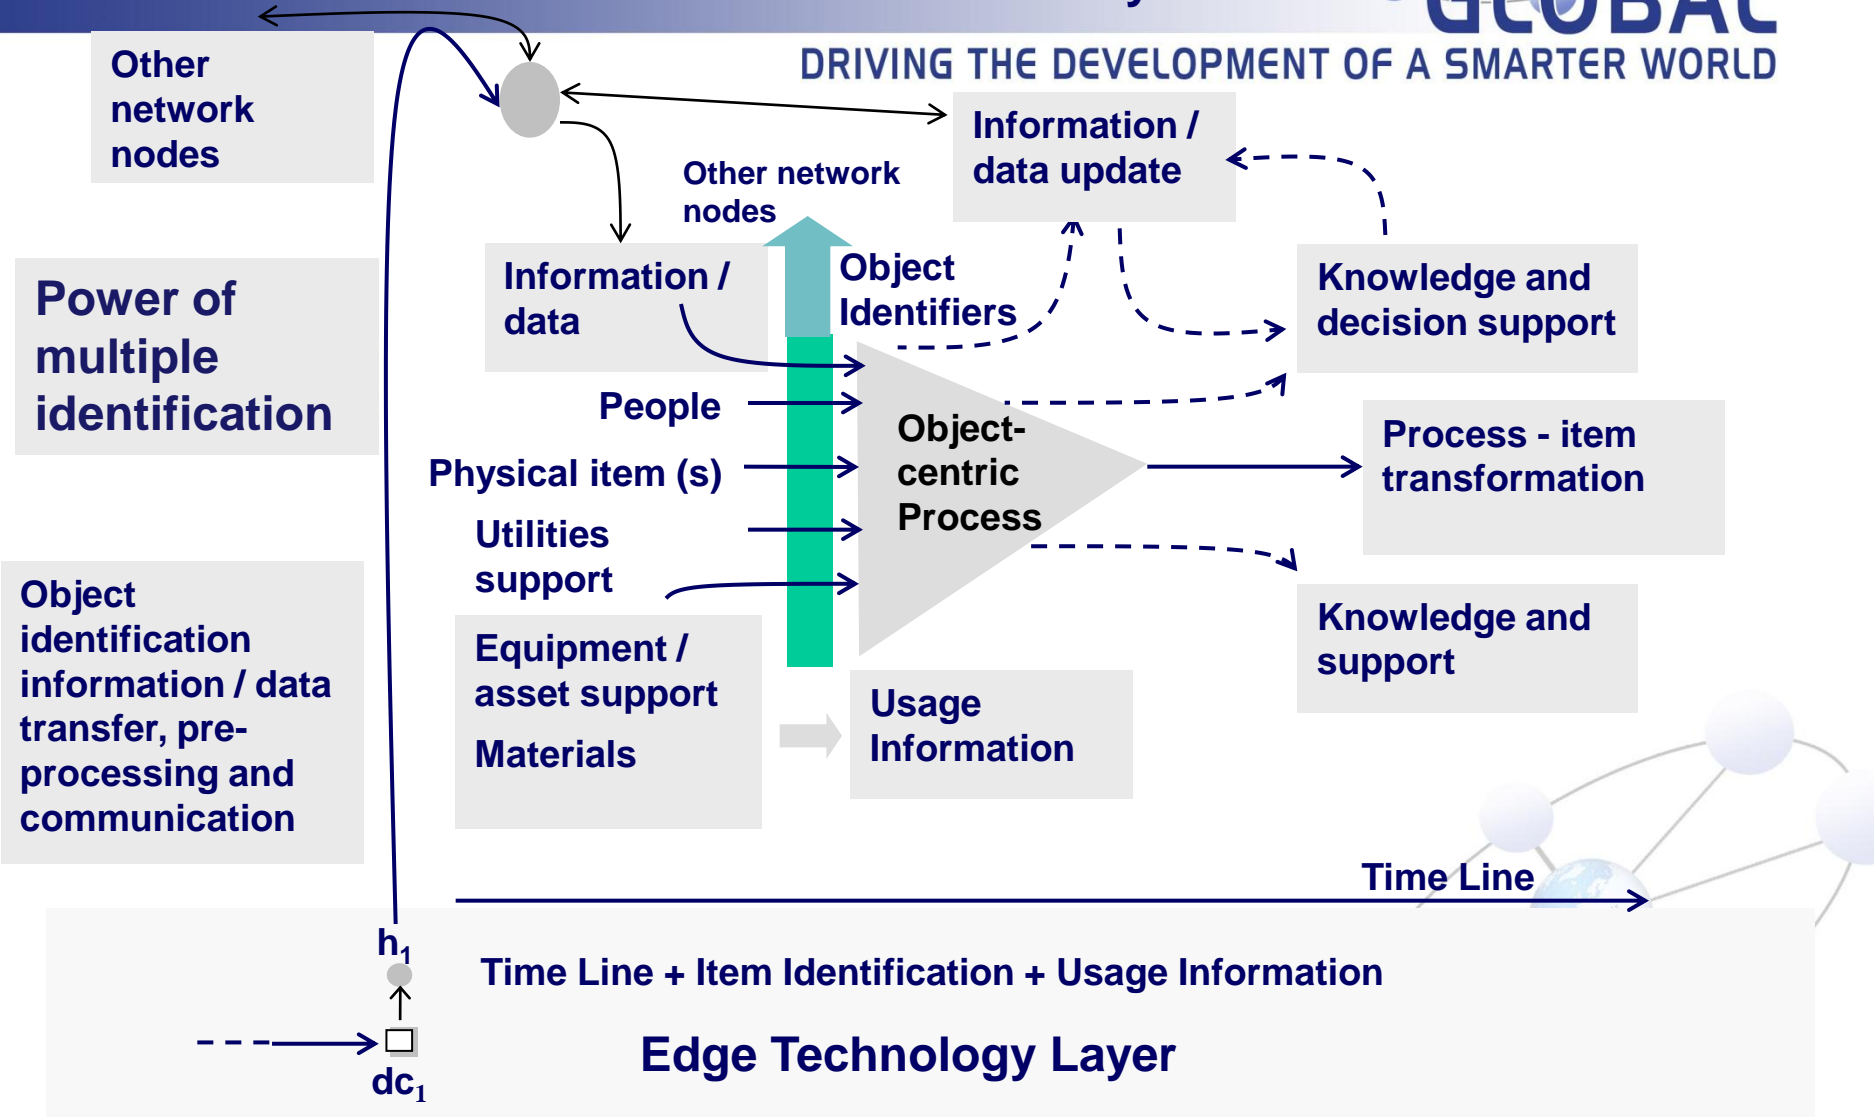 GLOBAL
DRIVING THE DEVELOPMENT OF A SMARTER WORLD
Other
network
nodes
Information /
data update
Other network
nodes
Information /
data
Object
Identifiers
Knowledge and
decision support
Power of
multiple
identification
People
Physical item (s)
Utilities
support
Object-
centric
Process
Process - item
transformation
Object
identification
information / data
transfer, pre-
processing and
communication
Equipment /
asset support
Materials
Usage
Information
Knowledge and
support
Time Line
h₁
Time Line + Item Identification + Usage Information
Edge Technology Layer
dc₁